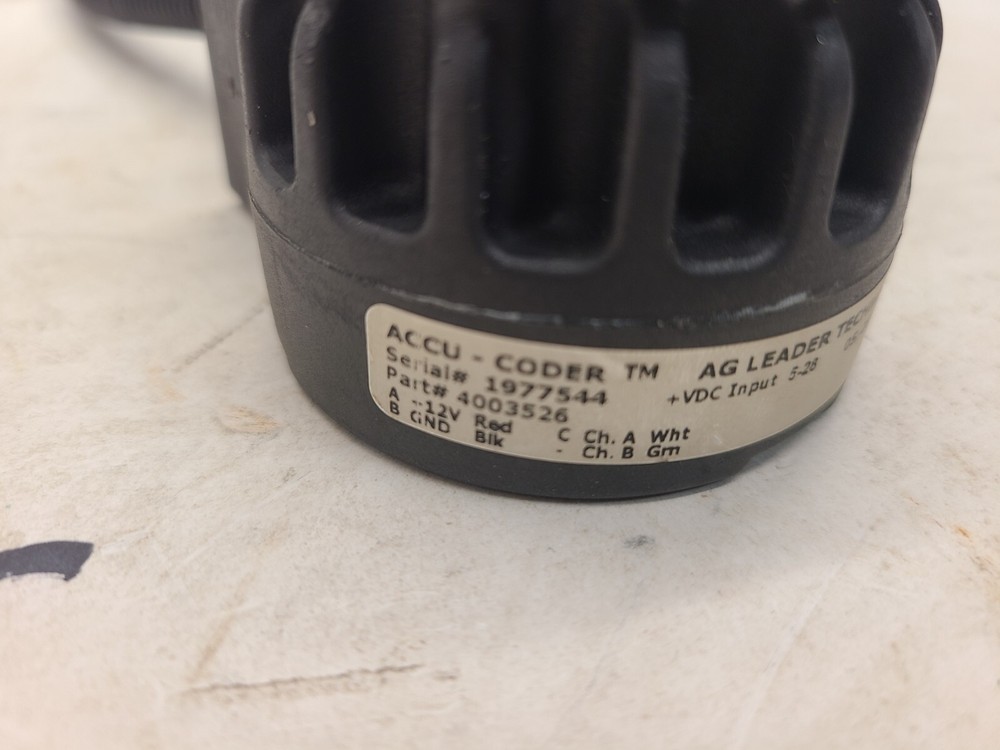 ACCU - CODER TM AG LEADER
Serial# 1977544 +VDC Input 5-28
Part# 4003526
A +12V Red C Ch. A Wht
B GND Blk - Ch. B Grn